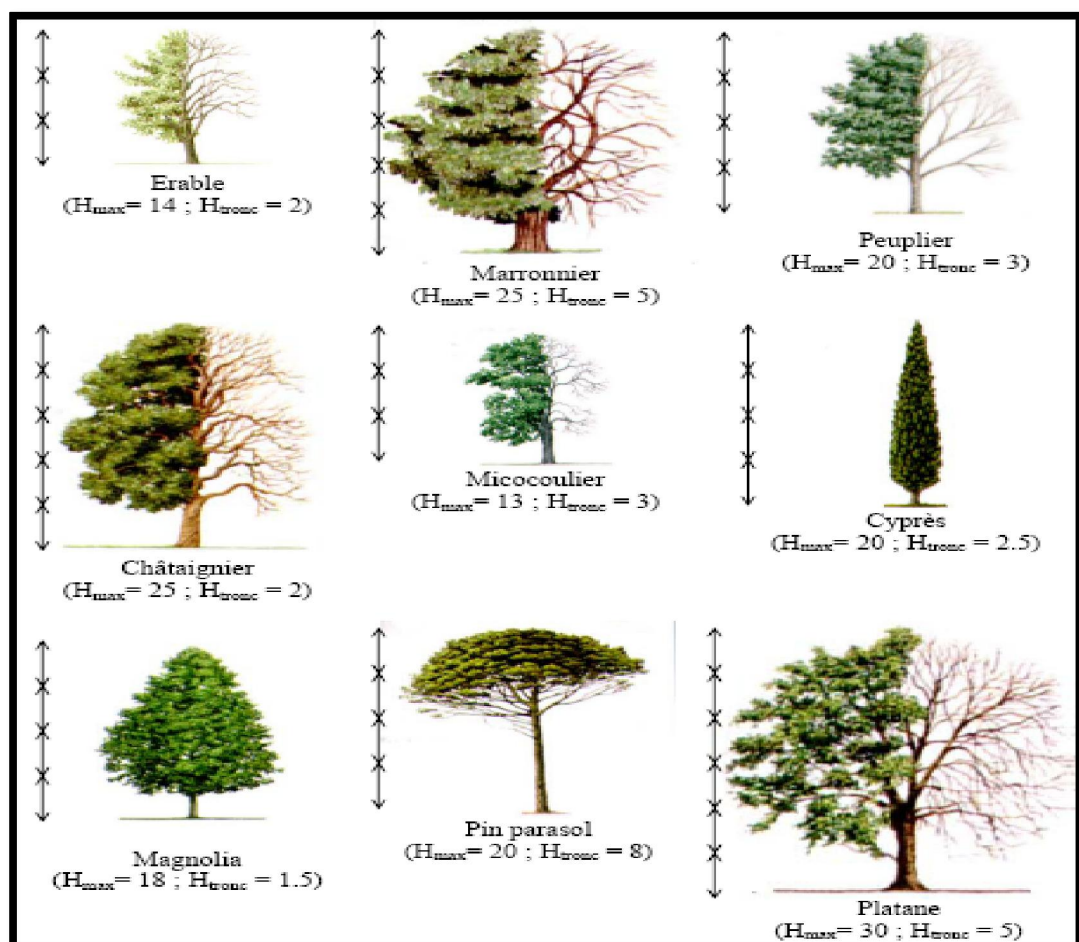 Erable
(Hmax= 14 ; Htronc = 2)
Marronnier
(Hmax= 25 ; Htronc = 5)
Peuplier
(Hmax= 20 ; Htronc = 3)
Châtaignier
(Hmax= 25 ; Htronc = 2)
Micocoulier
(Hmax= 13 ; Htronc = 3)
Cyprès
(Hmax= 20 ; Htronc = 2.5)
Magnolia
(Hmax= 18 ; Htronc = 1.5)
Pin parasol
(Hmax= 20 ; Htronc = 8)
Platane
(Hmax= 30 ; Htronc = 5)